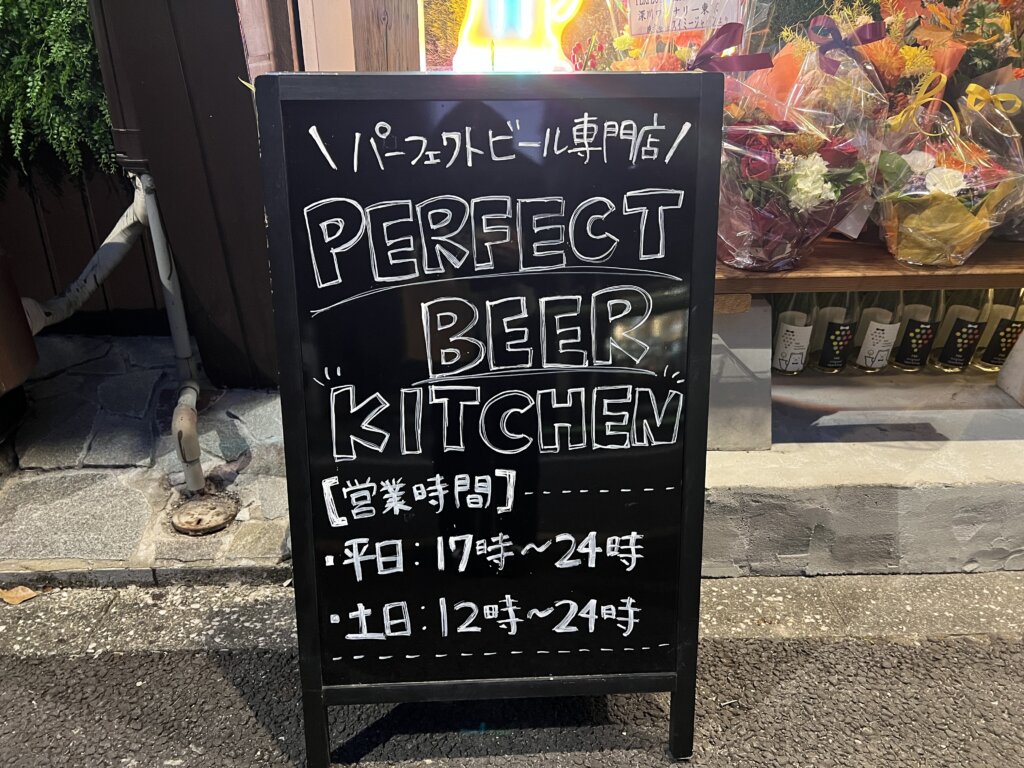 \パーフェクトビール専門店/
PERFECT
BEER
KITCHEN
[営業時間]
・平日:17時～24時
・土日:12時～24時